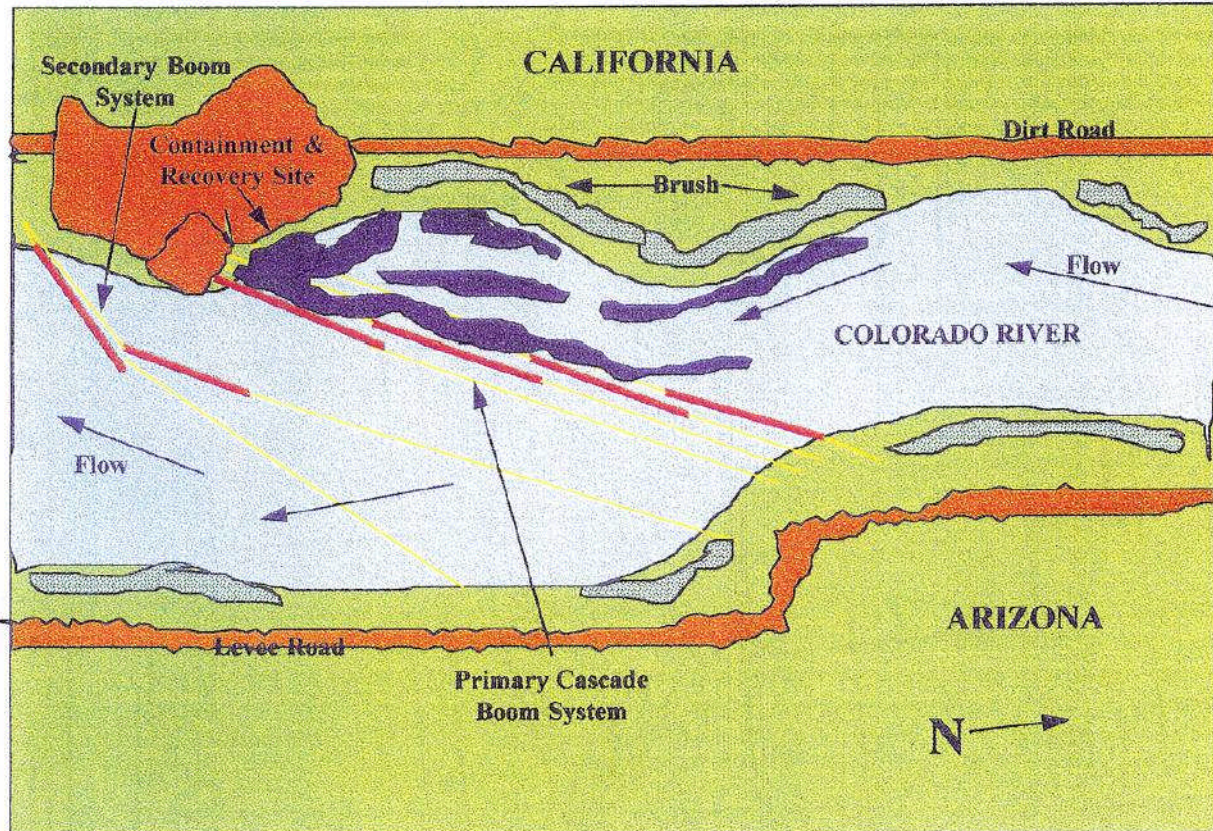 CALIFORNIA
Secondary Boom
System
Containment &
Recovery Site
Dirt Road
Brush
Flow
COLORADO RIVER
Flow
ARIZONA
Levee Road
Primary Cascade
Boom System
N